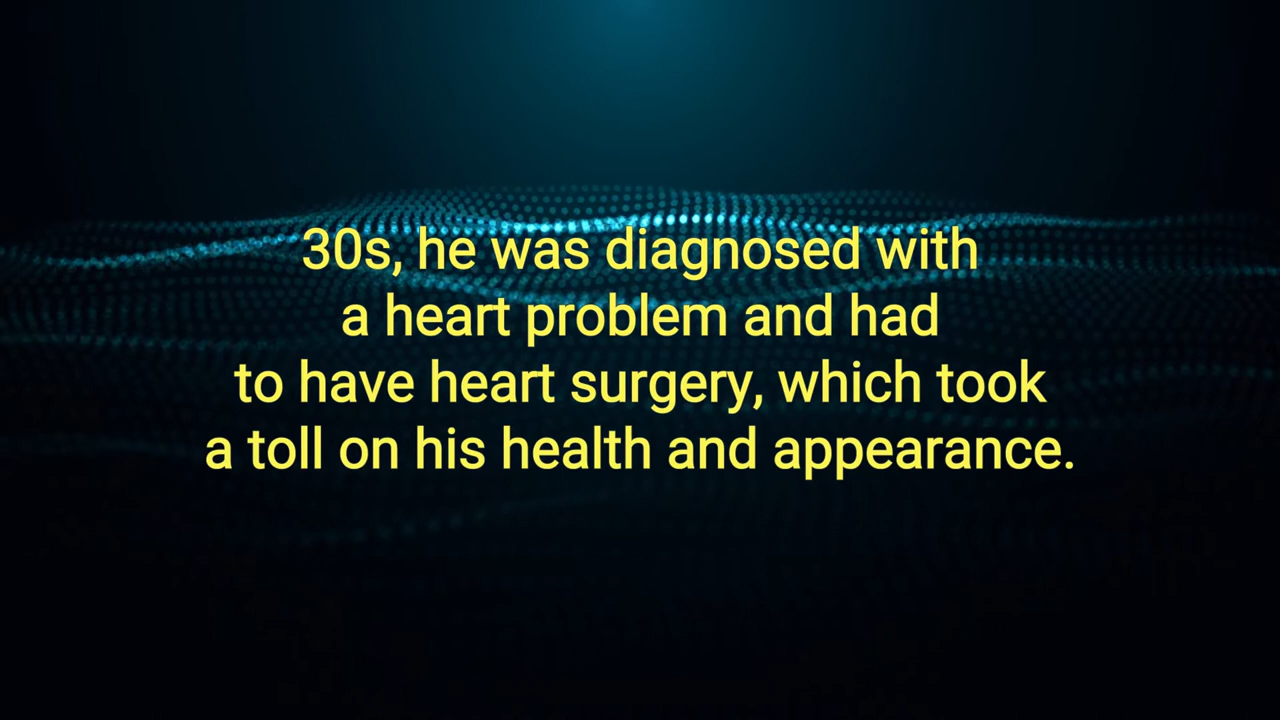 30s, he was diagnosed with
a heart problem and had
to have heart surgery, which took
a toll on his health and appearance.